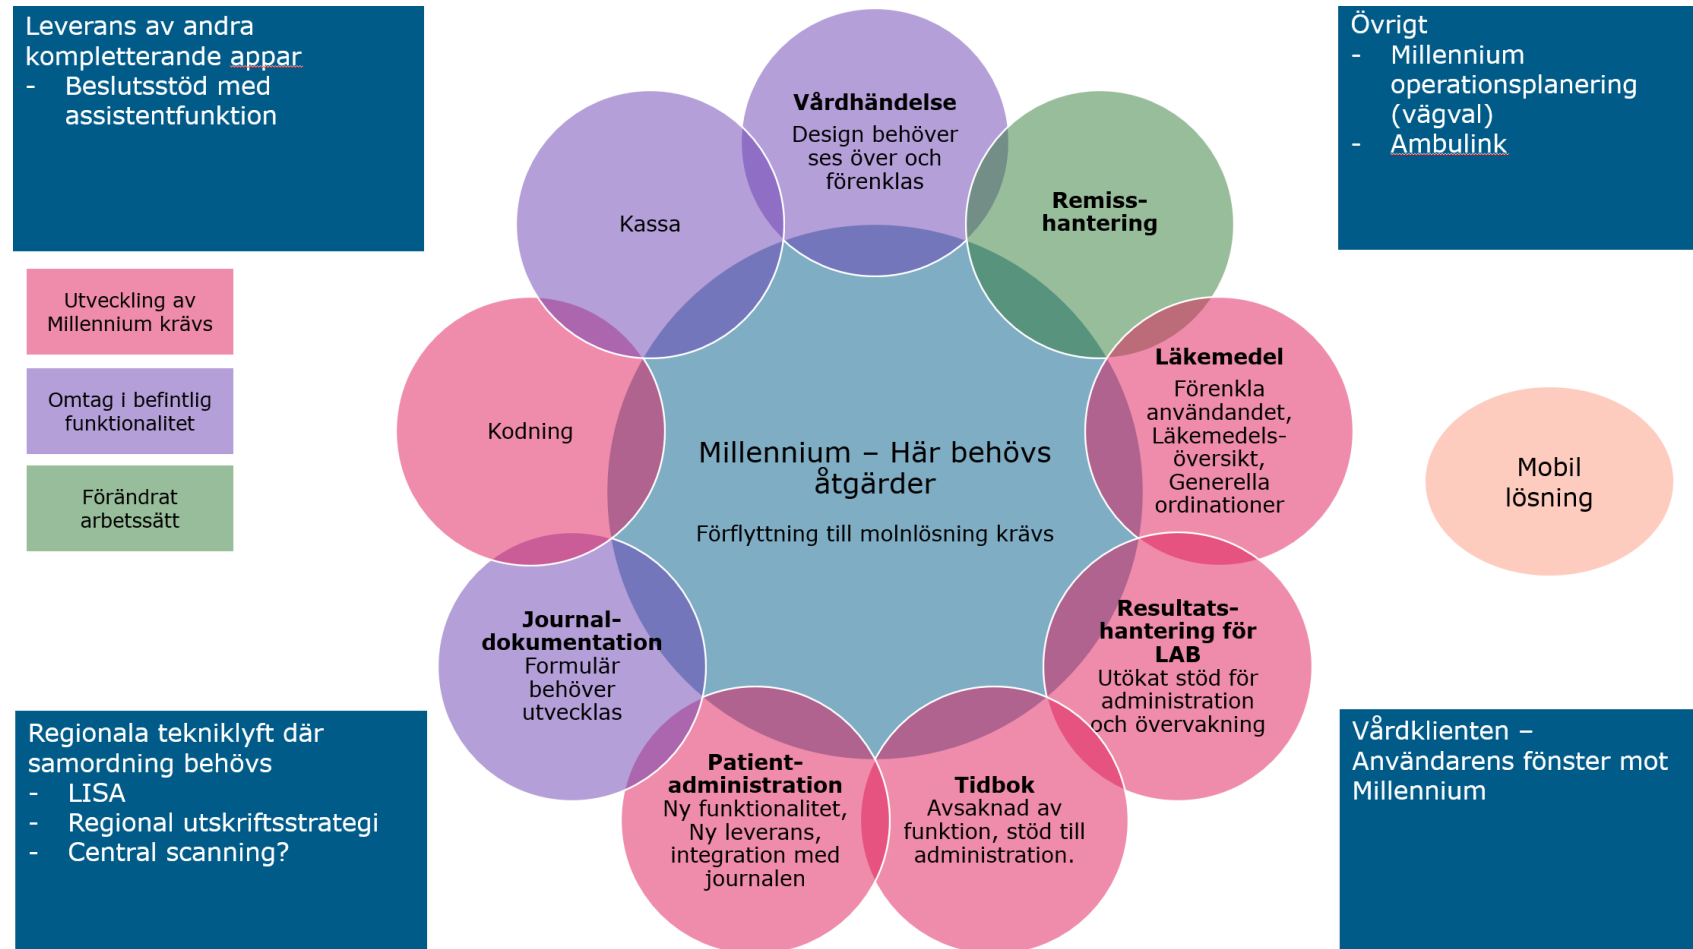 Leverans av andra
kompletterande appar
- Beslutsstöd med
assistentfunktion
Övrigt
- Millennium
operationsplanering
(vägval)
- Ambulink
Utveckling av
Millennium krävs
Omtag i befintlig
funktionalitet
Förändrat
arbetssätt
Vårdhändelse
Design behöver
ses över och
förenklas
Remiss-
hantering
Läkemedel
Förenkla
användandet,
Läkemedels-
översikt,
Generella
ordinationer
Resultats-
hantering för
LAB
Utökat stöd för
administration
och övervakning
Tidbok
Avsaknad av
funktion, stöd till
administration.
Patient-
administration
Ny funktionalitet,
Ny leverans,
integration med
journalen
Journal-
dokumentation
Formulär
behöver
utvecklas
Kodning
Kassa
Millennium – Här behövs
åtgärder
Förflyttning till molnlösning krävs
Mobil
lösning
Regionala tekniklyft där
samordning behövs
- LISA
- Regional utskriftsstrategi
- Central scanning?
Vårdklienten –
Användarens fönster mot
Millennium